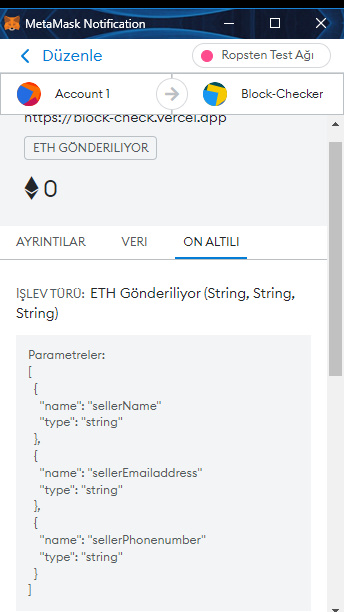 MetaMask Notification
Düzenle
Ropsten Test Ağı
Account 1
Block-Checker
https://block-check.vercel.app
ETH GÖNDERILIYOR
0
AYRINTILAR
VERI
ON ALTILI
İŞLEV TÜRÜ: ETH Gönderiliyor (String, String,
String)
Parametreler:
[
{
"name": "sellerName"
"type": "string"
},
{
"name": "sellerEmailaddress"
"type": "string"
},
{
"name": "sellerPhonenumber"
"type": "string"
}
]